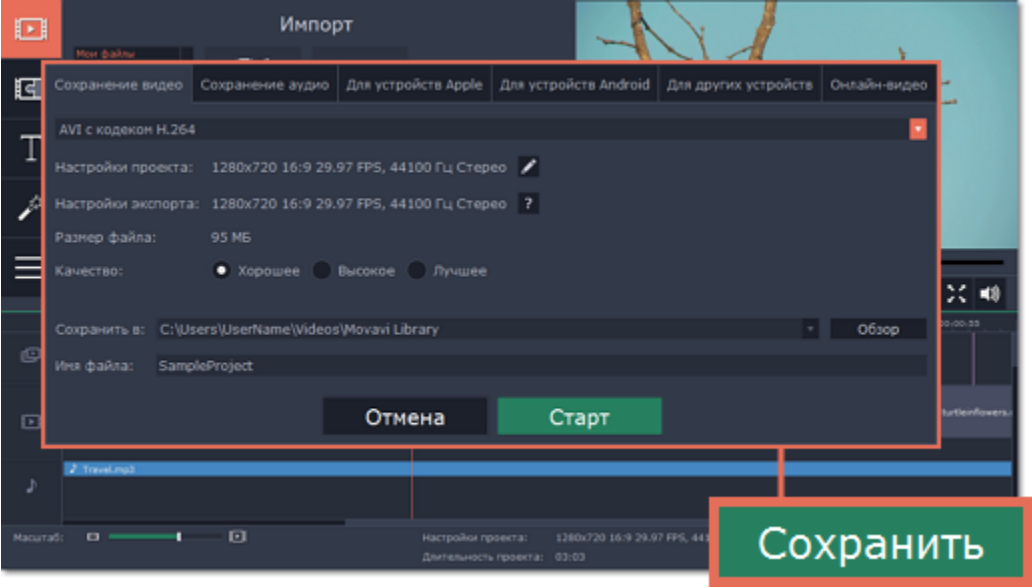 Импорт
Мои файлы
Сохранение видео Сохранение аудио Для устройств Apple Для устройств Android Для других устройств Онлайн-видео
AVI с кодеком H.264
Настройки проекта: 1280x720 16:9 29.97 FPS, 44100 Гц Стерео
Настройки экспорта: 1280x720 16:9 29.97 FPS, 44100 Гц Стерео ?
Размер файла: 95 МБ
Качество: Хорошее Высокое Лучшее
00:00:55
Сохранить в: C:\Users\UserName\Videos\Movavi Library Обзор
Имя файла: SampleProject
Отмена Старт
turtleinflowers.
Travel.mp3
Масштаб:
Настройки проекта: 1280x720 16:9 29.97 FPS, 441
Длительность проекта: 03:03
Сохранить